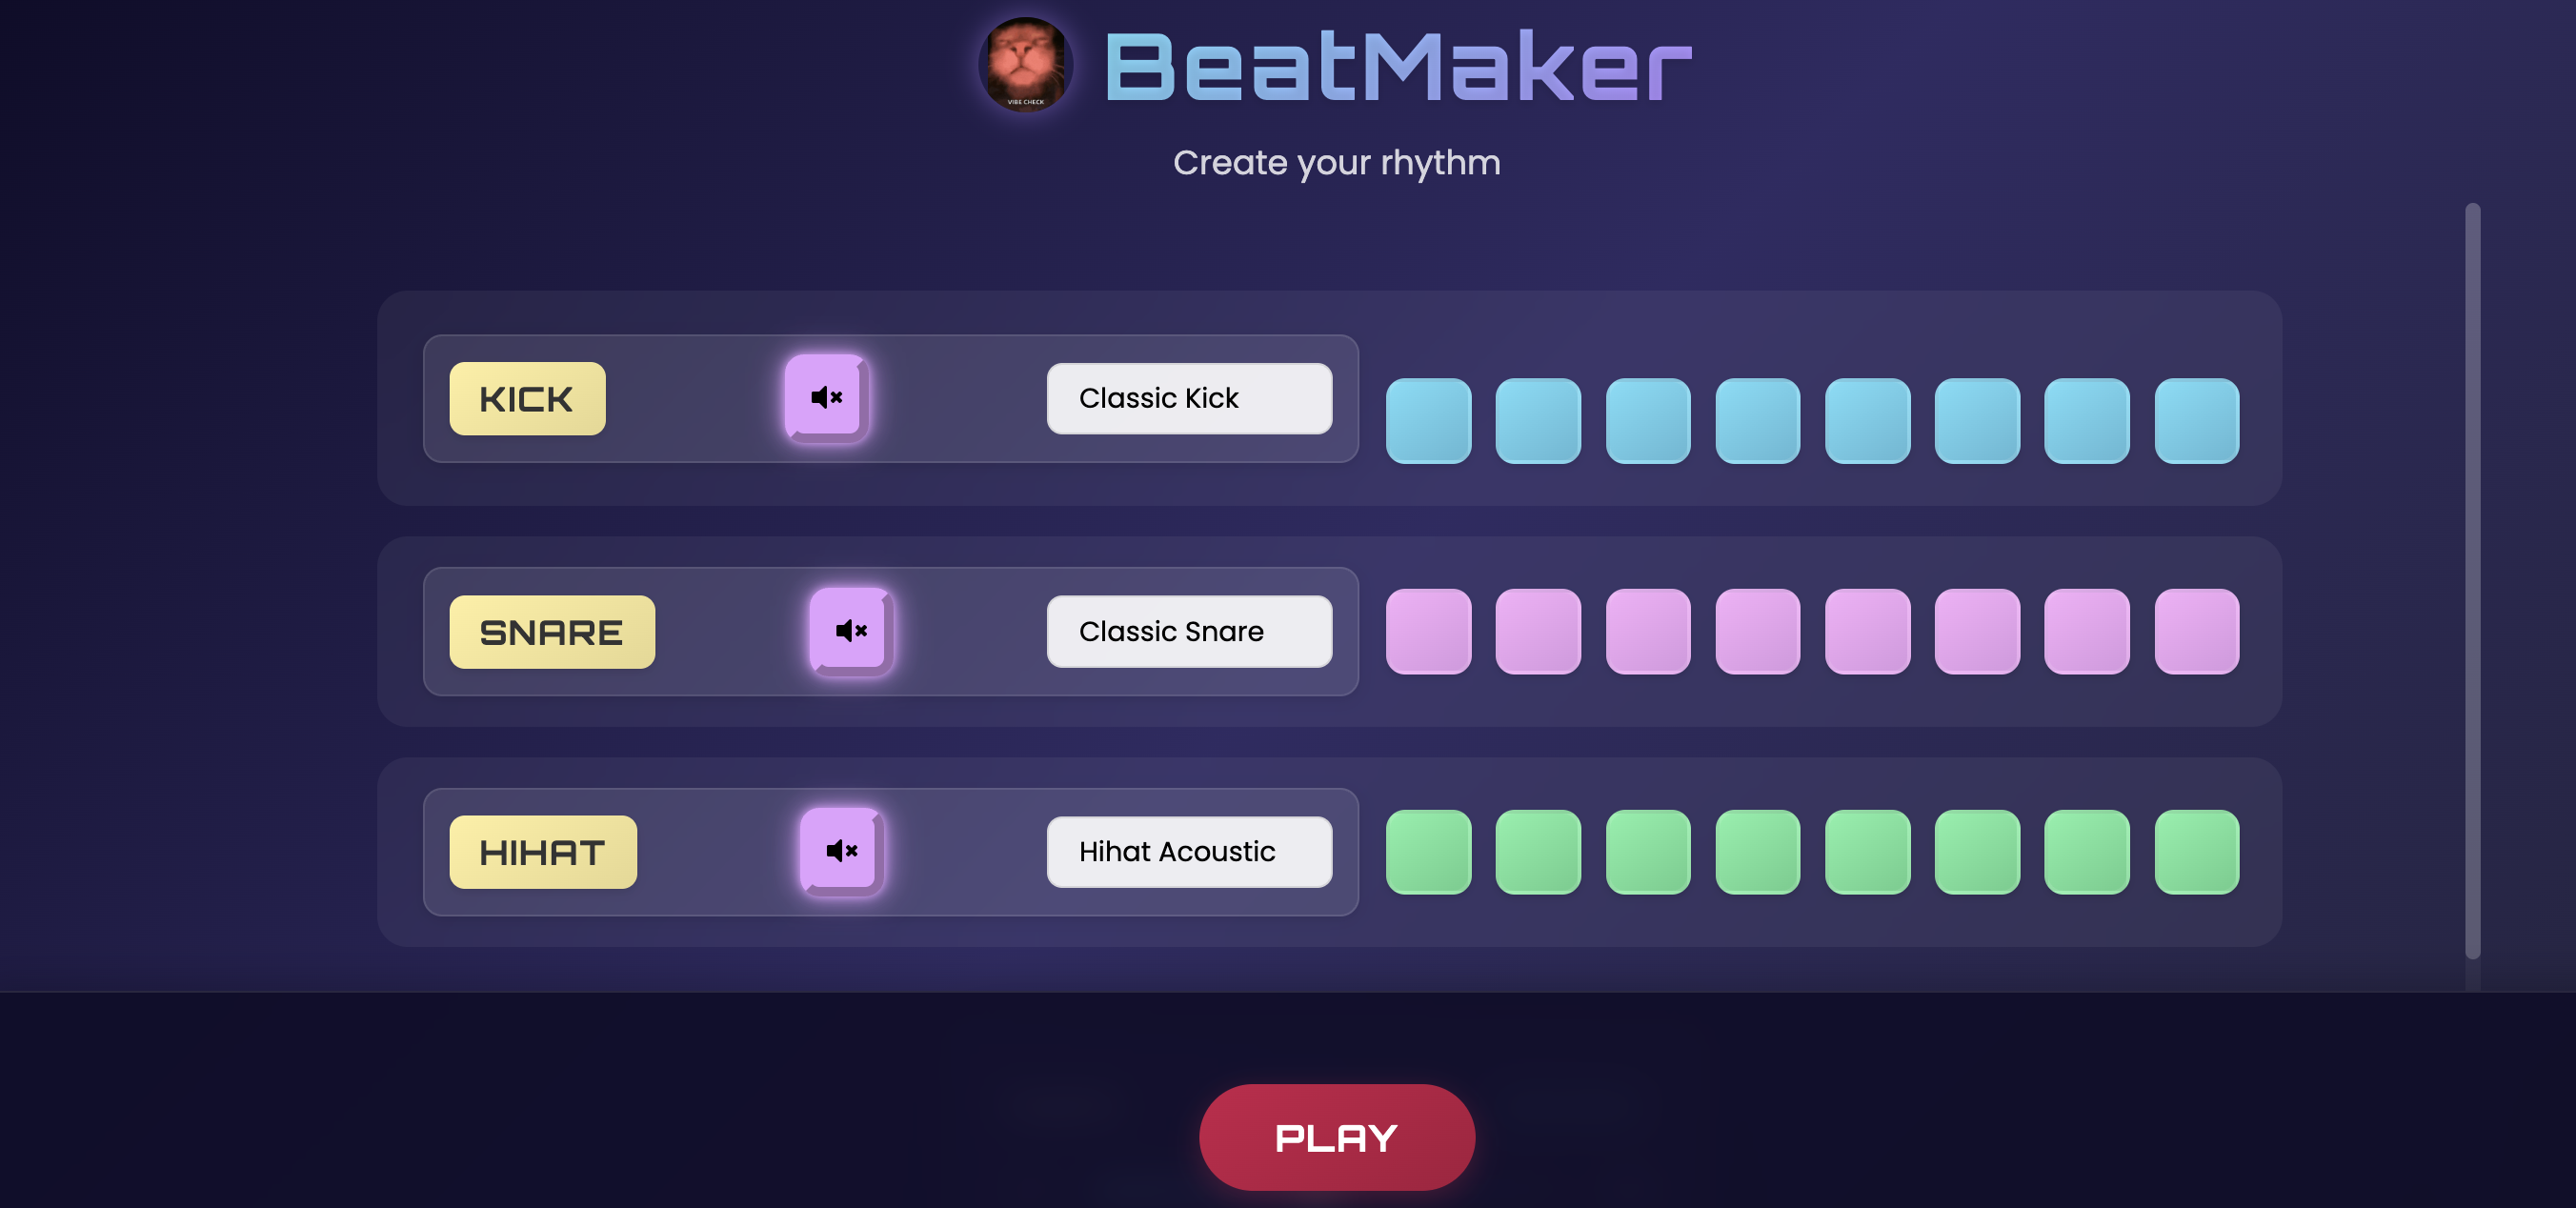 VIBE CHECK
BeatMaker
Create your rhythm
KICK
Classic Kick
SNARE
Classic Snare
HIHAT
Hihat Acoustic
PLAY